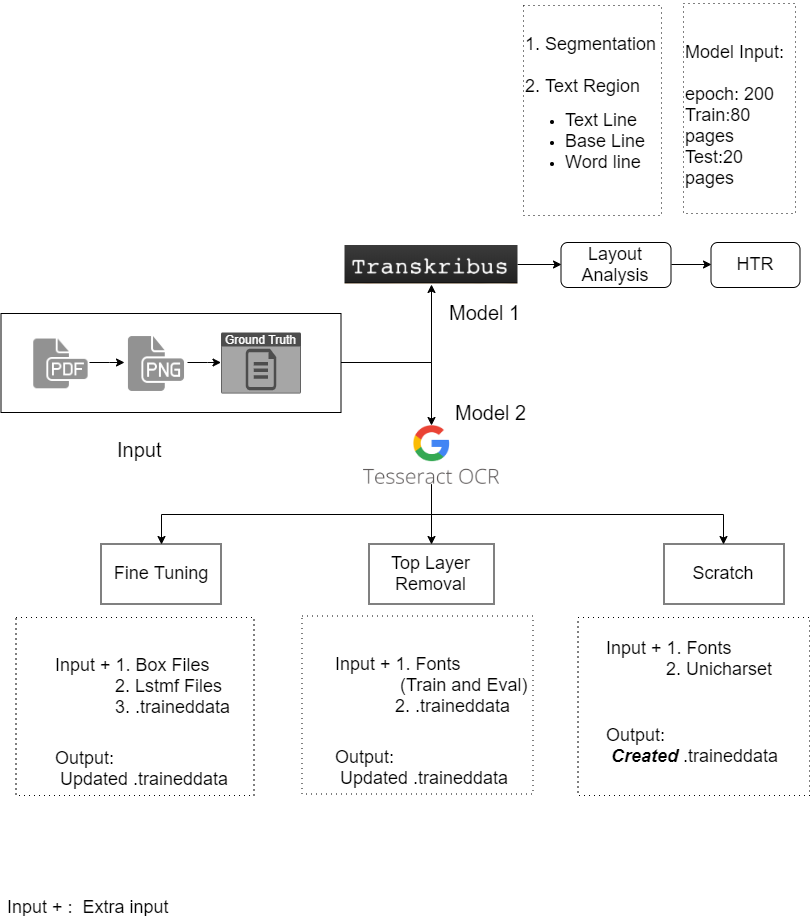 1. Segmentation
2. Text Region
• Text Line
• Base Line
• Word line
Model Input:
epoch: 200
Train:80
pages
Test:20
pages
Transkribus
Layout
Analysis
HTR
Model 1
PDF
PNG
Ground Truth
Input
Model 2
Tesseract OCR
Fine Tuning
Top Layer
Removal
Scratch
Input + 1. Box Files
2. Lstmf Files
3. .traineddata
Output:
Updated .traineddata
Input + 1. Fonts
(Train and Eval)
2. .traineddata
Output:
Updated .traineddata
Input + 1. Fonts
2. Unicharset
Output:
Created .traineddata
Input + : Extra input